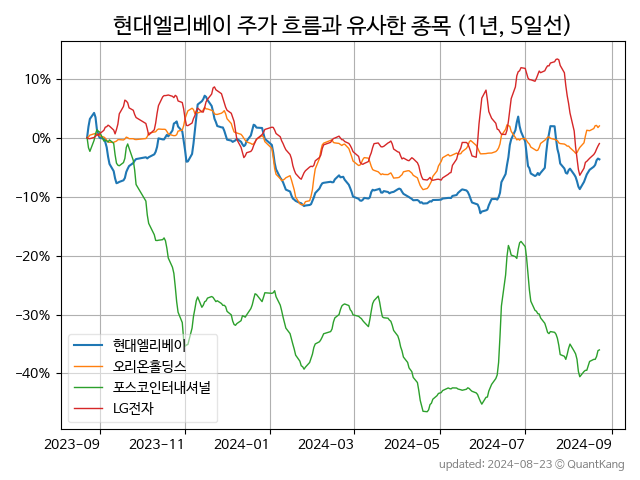 현대엘리베이 주가 흐름과 유사한 종목 (1년, 5일선)
10%
0%
−10%
−20%
−30%
−40%
현대엘리베이
오리온홀딩스
포스코인터내셔널
LG전자
2023-09 2023-11 2024-01 2024-03 2024-05 2024-07 2024-09
updated: 2024-08-23 © QuantKang